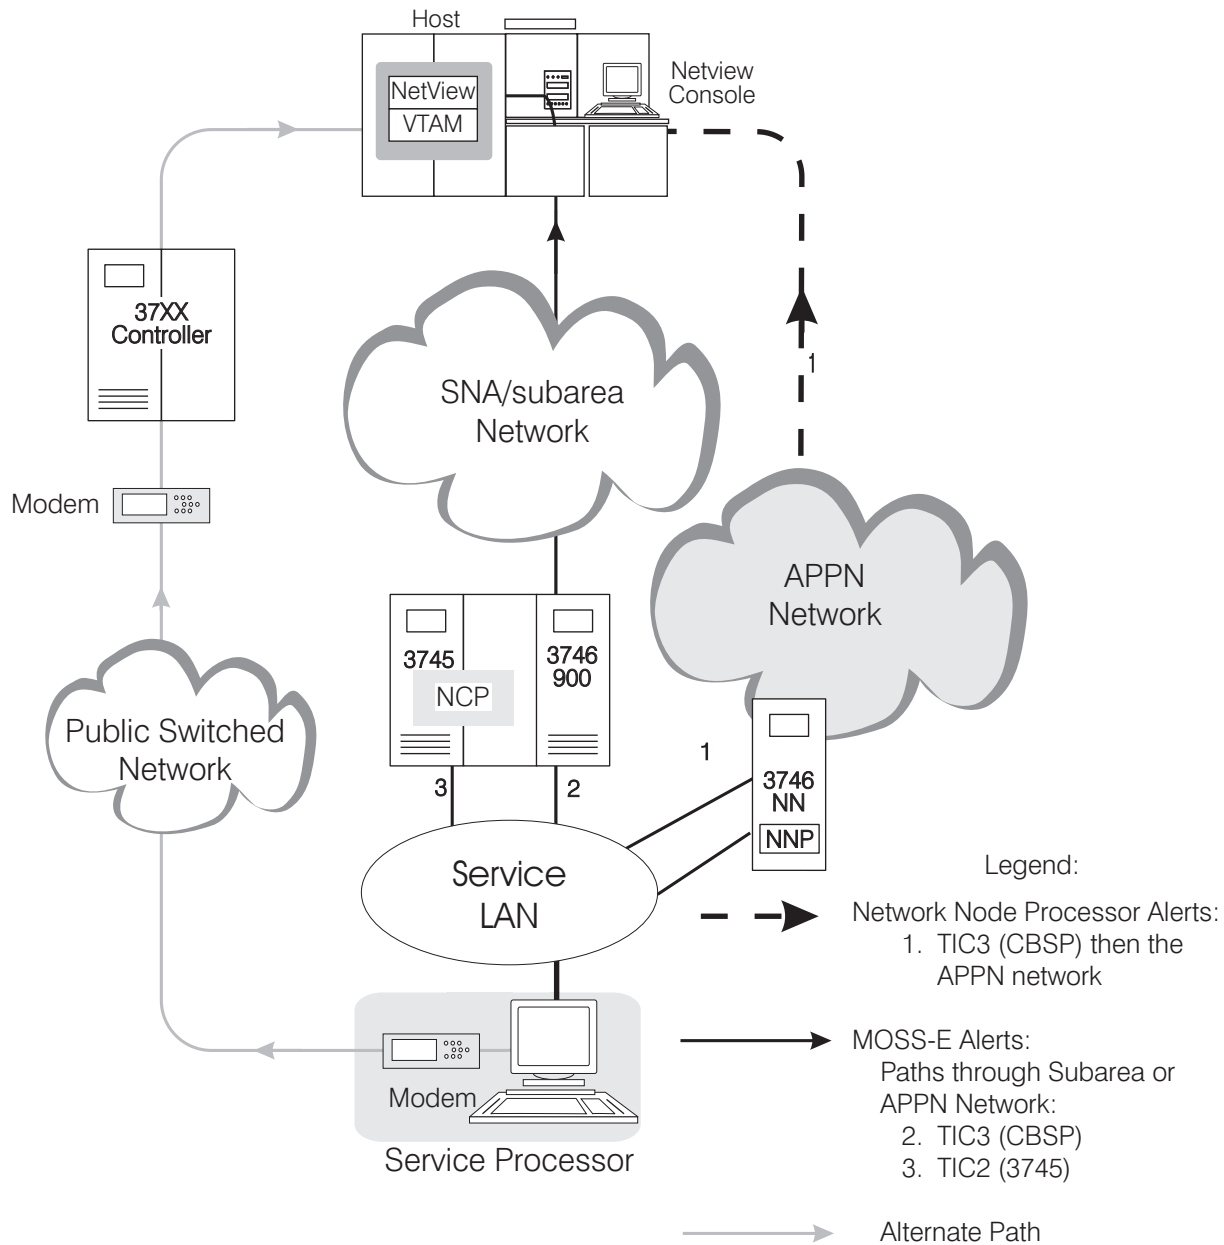 Host
NetView
VTAM
Netview
Console
37XX
Controller
1
SNA/subarea
Network
Modem
APPN
Network
3745
NCP
3746
900
Public Switched
Network
3
2
1
3746
NN
NNP
Service
LAN
Legend:
Network Node Processor Alerts:
1. TIC3 (CBSP) then the
APPN network
MOSS-E Alerts:
Paths through Subarea or
APPN Network:
2. TIC3 (CBSP)
3. TIC2 (3745)
Alternate Path
Modem
Service Processor